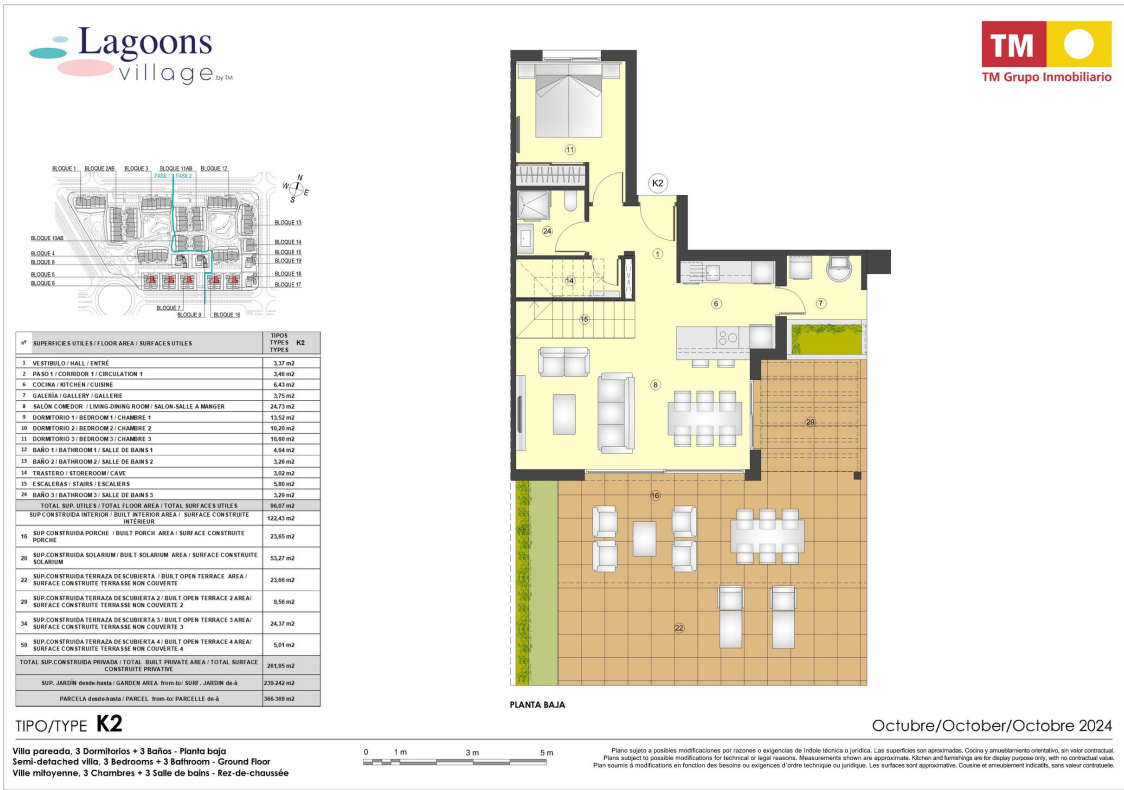 Lagoons
village by TM
TM
TM Grupo Inmobiliario
BLOQUE 1 BLOQUE 2AB BLOQUE 3 BLOQUE 11AB BLOQUE 12
FASE 1 FASE 2
N
W E
S
BLOQUE 13
BLOQUE 10AB
BLOQUE 14
BLOQUE 4
BLOQUE 15
BLOQUE 8
BLOQUE 19
BLOQUE 5
BLOQUE 18
BLOQUE 6
BLOQUE 17
BLOQUE 7
BLOQUE 9 BLOQUE 16
nº SUPERFICIES UTILES / FLOOR AREA / SURFACES UTILES TIPOS TYPES TYPES K2
1 VESTIBULO / HALL / ENTRÉ 3,37 m2
2 PASO 1 / CORRIDOR 1 / CIRCULATION 1 3,46 m2
6 COCINA / KITCHEN / CUISINE 6,43 m2
7 GALERÍA / GALLERY / GALLERIE 3,75 m2
8 SALÓN COMEDOR / LIVING-DINING ROOM / SALON-SALLE A MANGER 24,73 m2
9 DORMITORIO 1 / BEDROOM 1 / CHAMBRE 1 13,52 m2
10 DORMITORIO 2 / BEDROOM 2 / CHAMBRE 2 10,20 m2
11 DORMITORIO 3 / BEDROOM 3 / CHAMBRE 3 10,60 m2
12 BAÑO 1 / BATHROOM 1 / SALLE DE BAINS 1 4,64 m2
13 BAÑO 2 / BATHROOM 2 / SALLE DE BAINS 2 3,26 m2
14 TRASTERO / STOREROOM / CAVE 3,02 m2
15 ESCALERAS / STAIRS / ESCALIERS 5,80 m2
24 BAÑO 3 / BATHROOM 3 / SALLE DE BAINS 3 3,29 m2
TOTAL SUP. UTILES / TOTAL FLOOR AREA / TOTAL SURFACES UTILES 96,07 m2
SUP CONSTRUIDA INTERIOR / BUILT INTERIOR AREA / SURFACE CONSTRUITE
INTÉRIEUR 122,43 m2
16 SUP CONSTRUIDA PORCHE / BUILT PORCH AREA / SURFACE CONSTRUITE
PORCHE 23,65 m2
20 SUP.CONSTRUIDA SOLARIUM / BUILT SOLARIUM AREA / SURFACE CONSTRUITE
SOLARIUM 53,27 m2
22 SUP.CONSTRUIDA TERRAZA DESCUBIERTA / BUILT OPEN TERRACE AREA /
SURFACE CONSTRUITE TERRASSE NON COUVERTE 23,66 m2
29 SUP.CONSTRUIDA TERRAZA DESCUBIERTA 2 / BUILT OPEN TERRACE 2 AREA/
SURFACE CONSTRUITE TERRASSE NON COUVERTE 2 9,56 m2
34 SUP.CONSTRUIDA TERRAZA DESCUBIERTA 3 / BUILT OPEN TERRACE 3 AREA/
SURFACE CONSTRUITE TERRASSE NON COUVERTE 3 24,37 m2
59 SUP.CONSTRUIDA TERRAZA DESCUBIERTA 4 / BUILT OPEN TERRACE 4 AREA/
SURFACE CONSTRUITE TERRASSE NON COUVERTE 4 5,01 m2
TOTAL SUP.CONSTRUIDA PRIVADA / TOTAL BUILT PRIVATE AREA / TOTAL SURFACE
CONSTRUITE PRIVATIVE 261,95 m2
SUP. JARDÍN desde-hasta / GARDEN AREA from-to/ SURF. JARDIN de-à 239-242 m2
PARCELA desde-hasta / PARCEL from-to/ PARCELLE de-à 366-369 m2
11
K2
24
1
14
6
7
15
8
29
16
22
PLANTA BAJA
TIPO/TYPE K2
Octubre/October/Octobre 2024
Villa pareada, 3 Dormitorios + 3 Baños - Planta baja
Semi-detached villa, 3 Bedrooms + 3 Bathroom - Ground Floor
Ville mitoyenne, 3 Chambres + 3 Salle de bains - Rez-de-chaussée
0 1 m 3 m 5 m
Plano sujeto a posibles modificaciones por razones o exigencias de índole técnica o jurídica. Las superficies son aproximadas. Cocina y amueblamiento orientativo, sin valor contractual.
Plans subject to possible modifications for technical or legal reasons. Measurements shown are approximate. Kitchen and furnishings are for display purpose only, with no contractual value.
Plan soumis à modifications en fonction des besoins ou exigences d'ordre technique ou juridique. Les surfaces sont approximative. Cousine et ameublement indicatifs, sans valeur contractuelle.